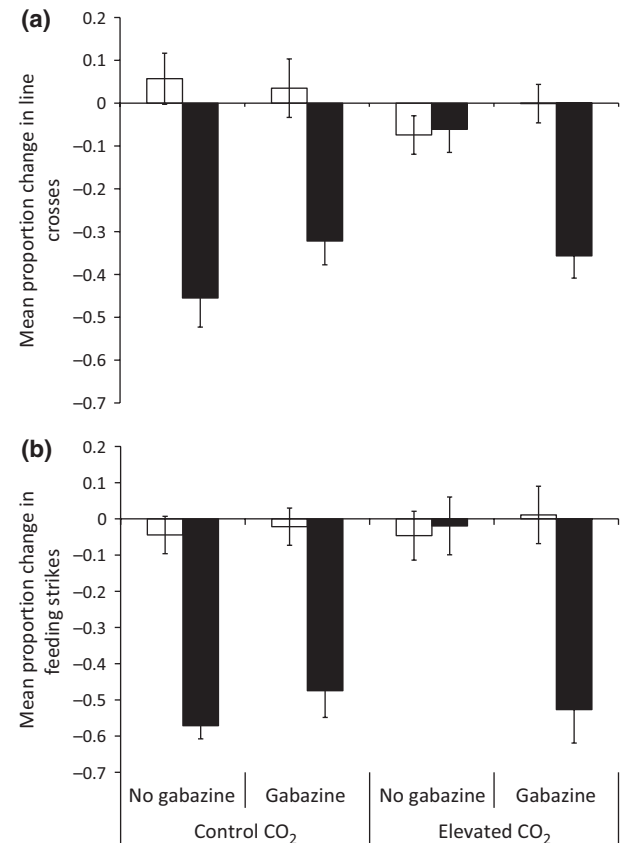 (a)
0.2
0.1
0
–0.1
–0.2
–0.3
–0.4
–0.5
–0.6
–0.7
Mean proportion change in line
crosses
(b)
0.2
0.1
0
–0.1
–0.2
–0.3
–0.4
–0.5
–0.6
–0.7
Mean proportion change in
feeding strikes
No gabazine Gabazine No gabazine Gabazine
Control CO₂ Elevated CO₂